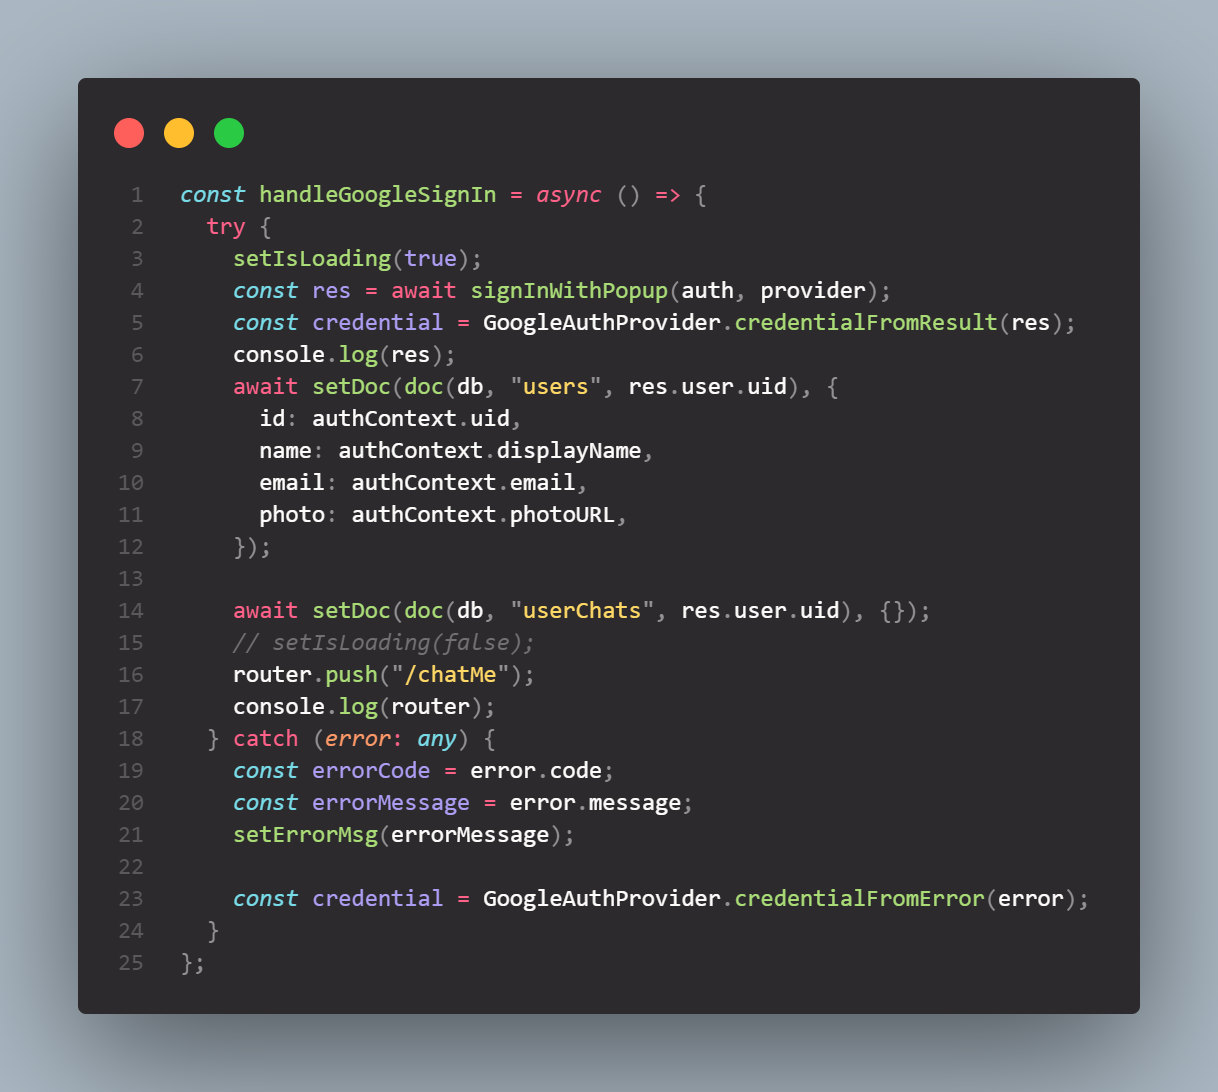 1 const handleGoogleSignIn = async () => {
2 try {
3 setIsLoading(true);
4 const res = await signInWithPopup(auth, provider);
5 const credential = GoogleAuthProvider.credentialFromResult(res);
6 console.log(res);
7 await setDoc(doc(db, "users", res.user.uid), {
8 id: authContext.uid,
9 name: authContext.displayName,
10 email: authContext.email,
11 photo: authContext.photoURL,
12 });
13
14 await setDoc(doc(db, "userChats", res.user.uid), {});
15 // setIsLoading(false);
16 router.push("/chatMe");
17 console.log(router);
18 } catch (error: any) {
19 const errorCode = error.code;
20 const errorMessage = error.message;
21 setErrorMsg(errorMessage);
22
23 const credential = GoogleAuthProvider.credentialFromError(error);
24 }
25 };